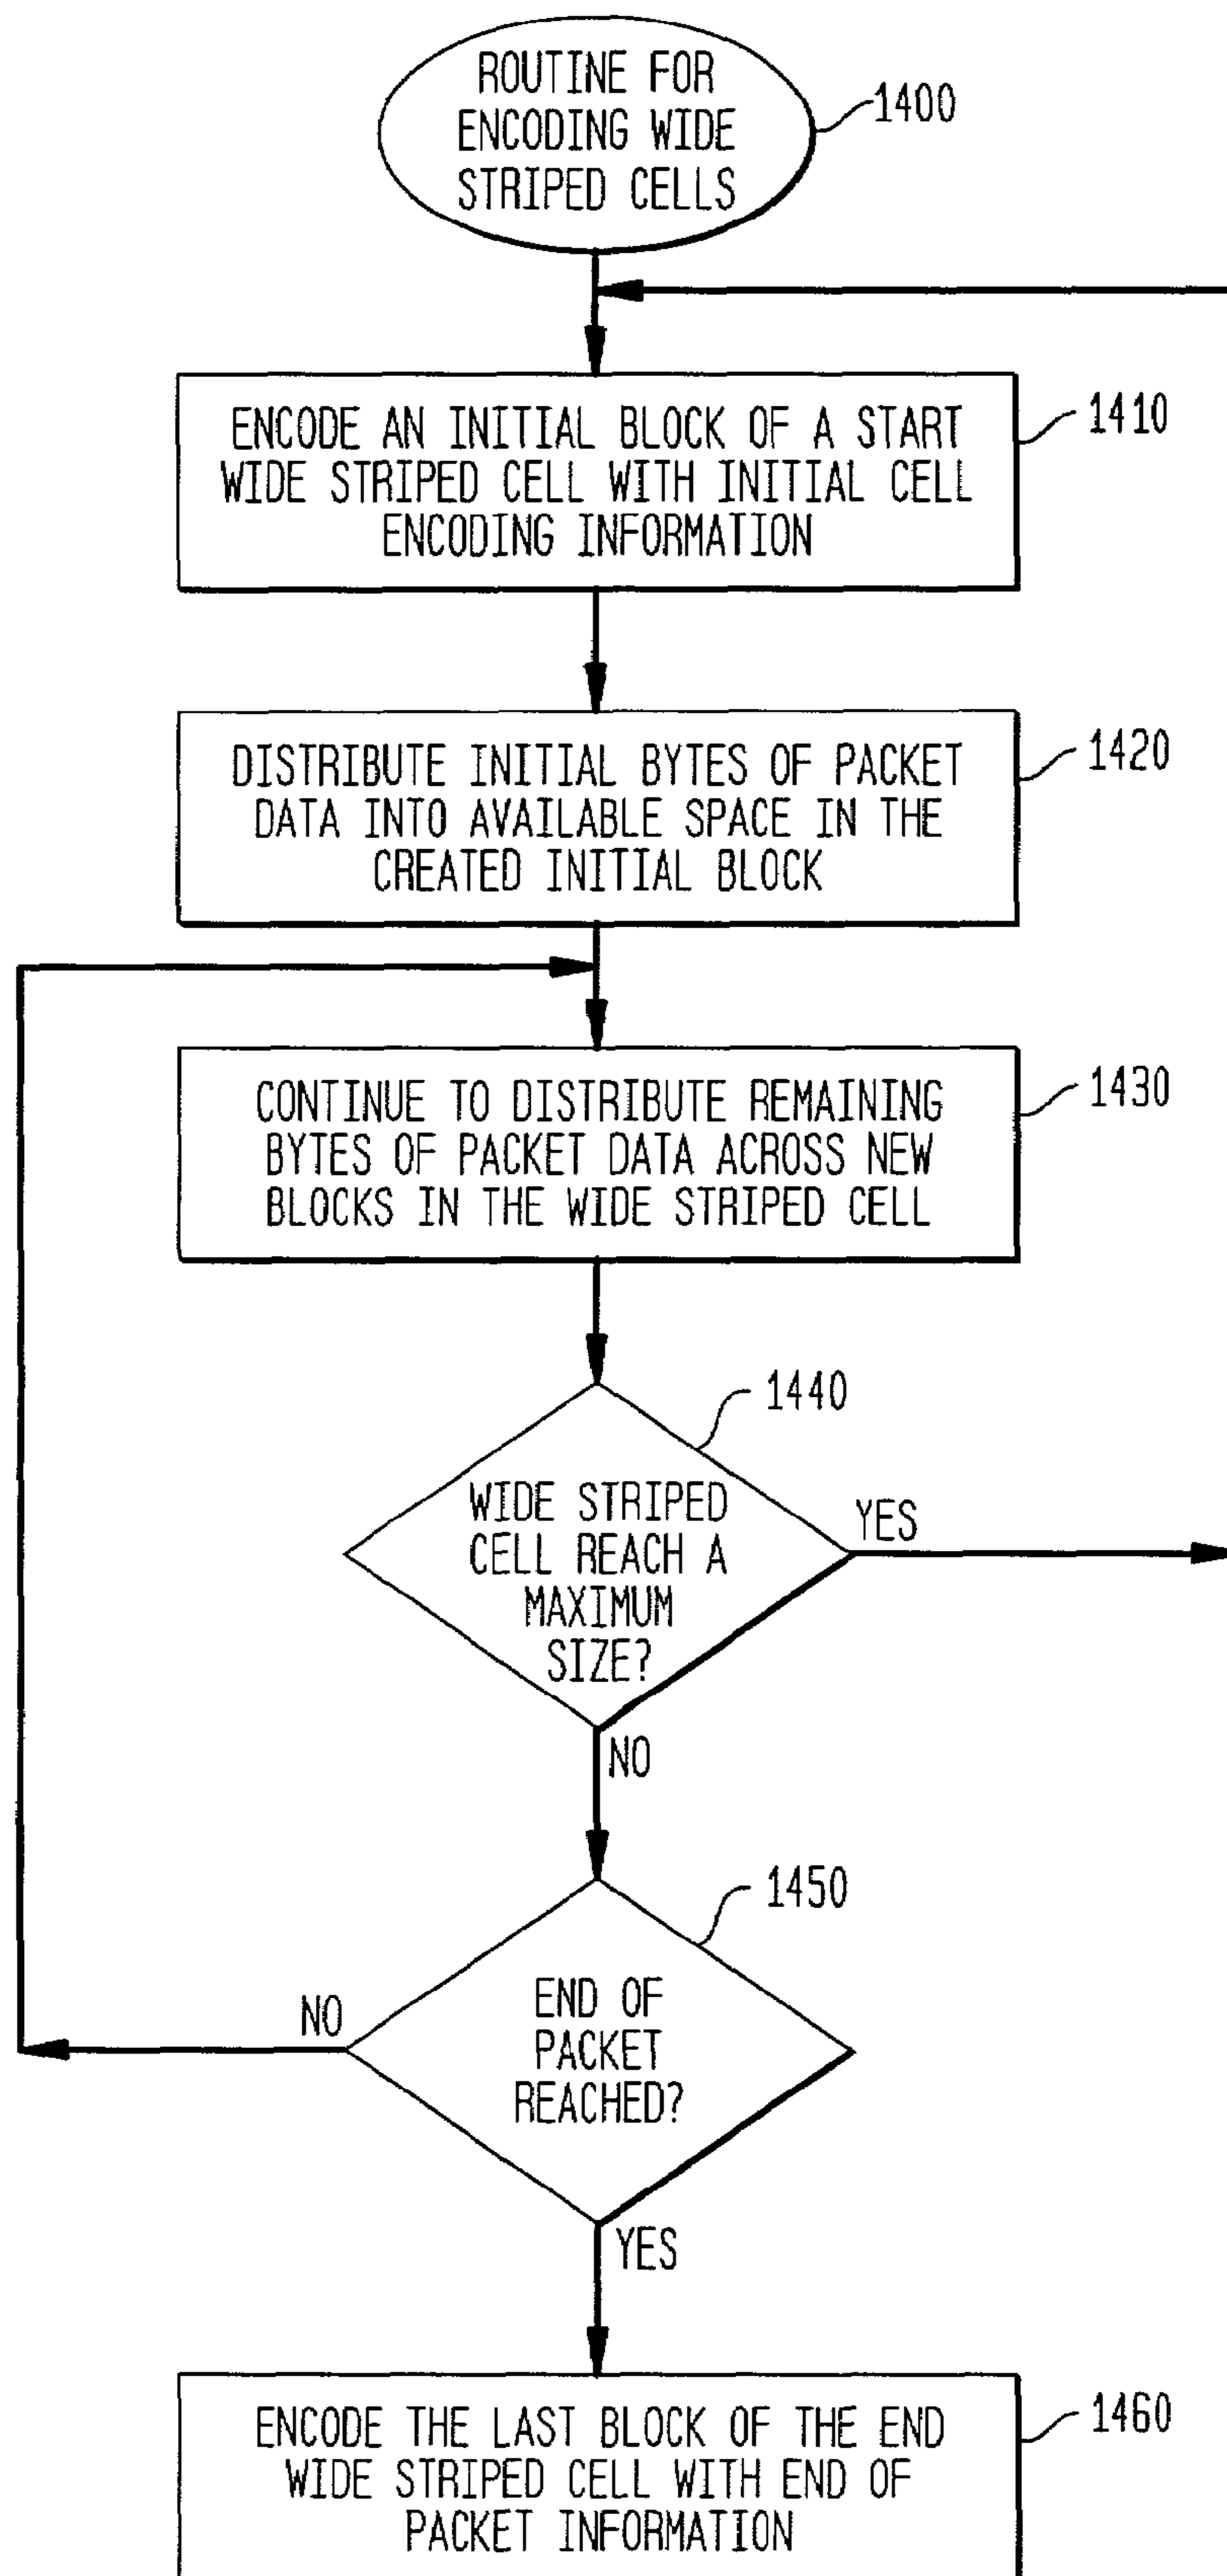 ROUTINE FOR
ENCODING WIDE
STRIPED CELLS
1400
ENCODE AN INITIAL BLOCK OF A START
WIDE STRIPED CELL WITH INITIAL CELL
ENCODING INFORMATION
1410
DISTRIBUTE INITIAL BYTES OF PACKET
DATA INTO AVAILABLE SPACE IN THE
CREATED INITIAL BLOCK
1420
CONTINUE TO DISTRIBUTE REMAINING
BYTES OF PACKET DATA ACROSS NEW
BLOCKS IN THE WIDE STRIPED CELL
1430
1440
WIDE STRIPED
CELL REACH A
MAXIMUM
SIZE?
YES
NO
1450
END OF
PACKET
REACHED?
NO
YES
ENCODE THE LAST BLOCK OF THE END
WIDE STRIPED CELL WITH END OF
PACKET INFORMATION
1460